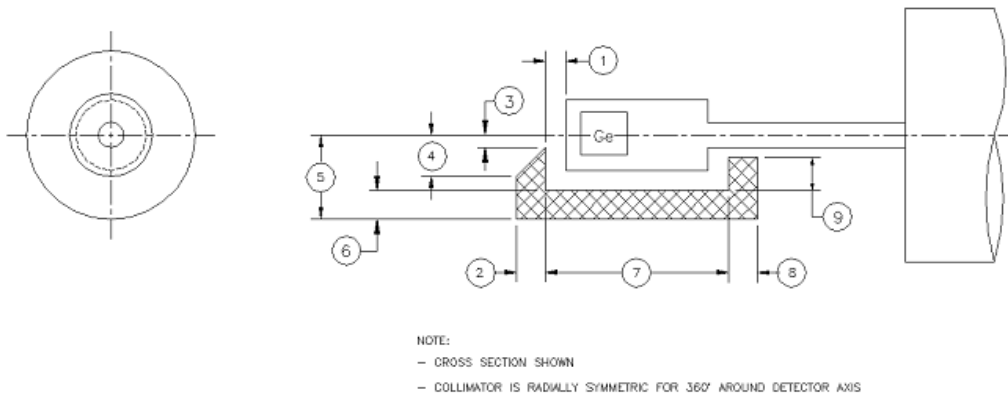 1
3
Ge
4
5
9
6
2
7
8
NOTE:
— CROSS SECTION SHOWN
— COLLIMATOR IS RADIALLY SYMMETRIC FOR 360' AROUND DETECTOR AXIS